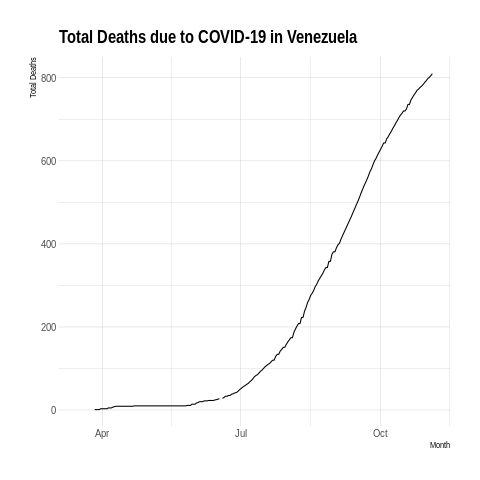 Total Deaths due to COVID-19 in Venezuela
Total Deaths
800
600
400
200
0
Apr
Jul
Oct
Month